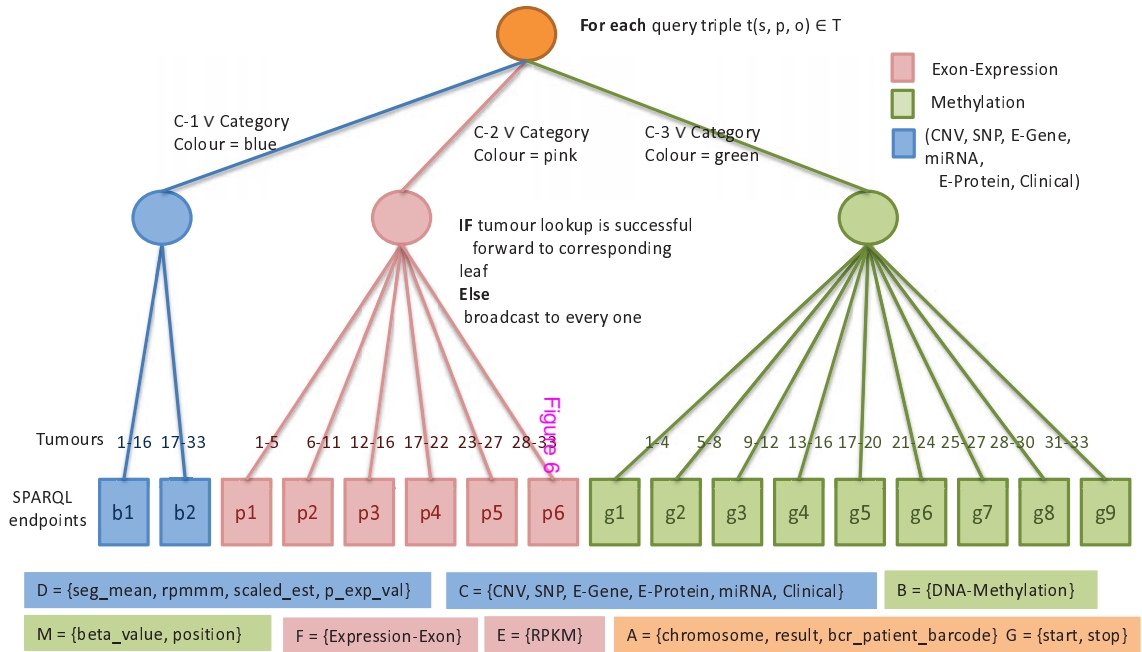 For each query triple t(s, p, o) ∈ T
Exon-Expression
Methylation
(CNV, SNP, E-Gene,
miRNA,
E-Protein, Clinical)
C-1 V Category
Colour = blue
C-2 V Category
Colour = pink
C-3 V Category
Colour = green
IF tumour lookup is successful
forward to corresponding
leaf
Else
broadcast to every one
Figure 6
Tumours 1-16 17-33 1-5 6-11 12-16 17-22 23-27 28-33 1-4 5-8 9-12 13-16 17-20 21-24 25-27 28-30 31-33
SPARQL
endpoints
b1 b2 p1 p2 p3 p4 p5 p6 g1 g2 g3 g4 g5 g6 g7 g8 g9
D = {seg_mean, rpmmm, scaled_est, p_exp_val} C = {CNV, SNP, E-Gene, E-Protein, miRNA, Clinical} B = {DNA-Methylation}
M = {beta_value, position} F = {Expression-Exon} E = {RPKM} A = {chromosome, result, bcr_patient_barcode} G = {start, stop}